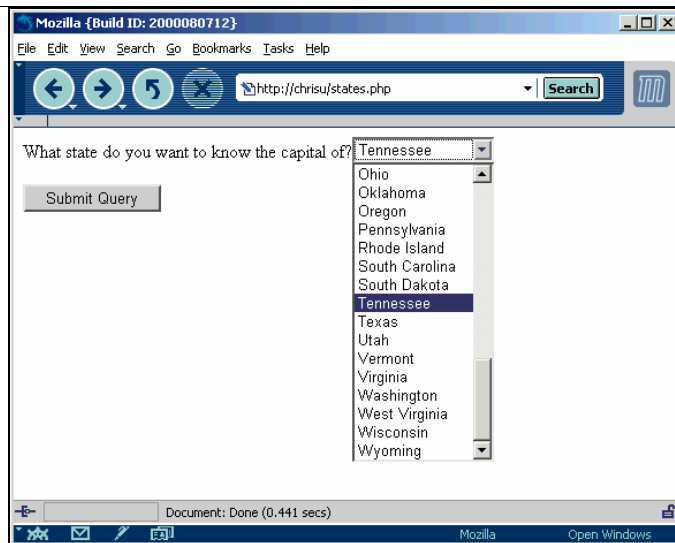 Mozilla {Build ID: 2000080712}
File Edit View Search Go Bookmarks Tasks Help
http://chrisu/states.php
Search
What state do you want to know the capital of? Tennessee
Submit Query
Ohio
Oklahoma
Oregon
Pennsylvania
Rhode Island
South Carolina
South Dakota
Tennessee
Texas
Utah
Vermont
Virginia
Washington
West Virginia
Wisconsin
Wyoming
Document: Done (0.441 secs)
Mozilla Open Windows